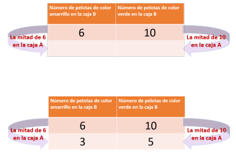 Número de pelotas de color
amarillo en la caja B
Número de pelotas de color
verde en la caja B
La mitad de 6
en la caja A
6
10
La mitad de 10
en la caja A
Número de pelotas de color
amarillo en la caja B
Número de pelotas de color
verde en la caja B
La mitad de 6
en la caja A
6
10
La mitad de 10
en la caja A
3
5